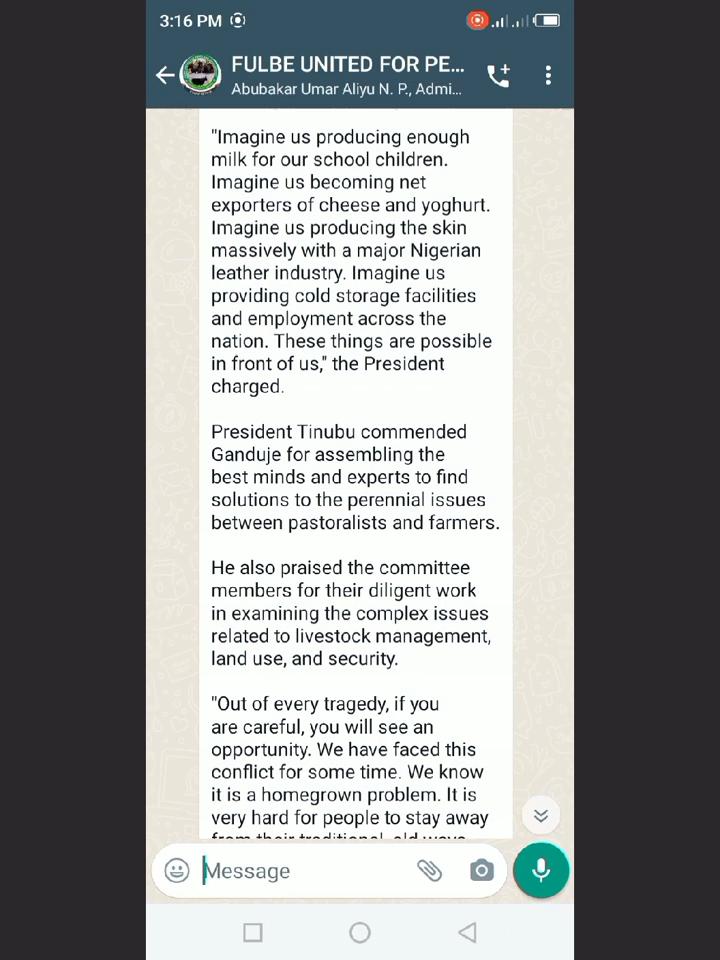 3:16 PM
FULBE UNITED FOR PE...
Abubakar Umar Aliyu N. P., Admi...
"Imagine us producing enough
milk for our school children.
Imagine us becoming net
exporters of cheese and yoghurt.
Imagine us producing the skin
massively with a major Nigerian
leather industry. Imagine us
providing cold storage facilities
and employment across the
nation. These things are possible
in front of us," the President
charged.
President Tinubu commended
Ganduje for assembling the
best minds and experts to find
solutions to the perennial issues
between pastoralists and farmers.
He also praised the committee
members for their diligent work
in examining the complex issues
related to livestock management,
land use, and security.
"Out of every tragedy, if you
are careful, you will see an
opportunity. We have faced this
conflict for some time. We know
it is a homegrown problem. It is
very hard for people to stay away
from their traditional, old ways
Message